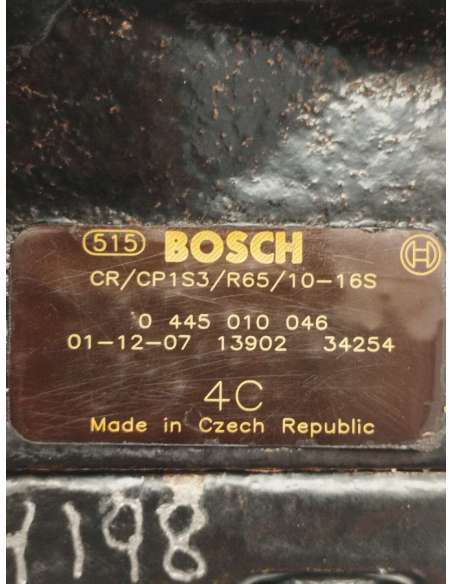 515 BOSCH
CR/CP1S3/R65/10-16S
0 445 010 046
01-12-07 13902 34254
4C
Made in Czech Republic
1198